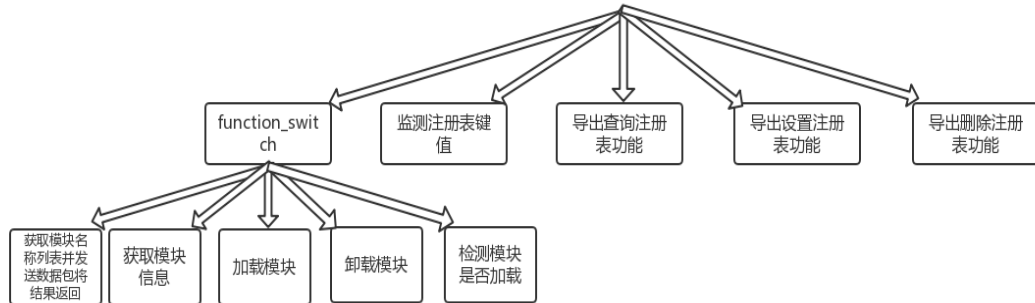 function_swit
ch
监测注册表键
值
导出查询注册
表功能
导出设置注册
表功能
导出删除注册
表功能
获取模块名
称列表并发
送数据包将
结果返回
获取模块
信息
加载模块
卸载模块
检测模块
是否加载